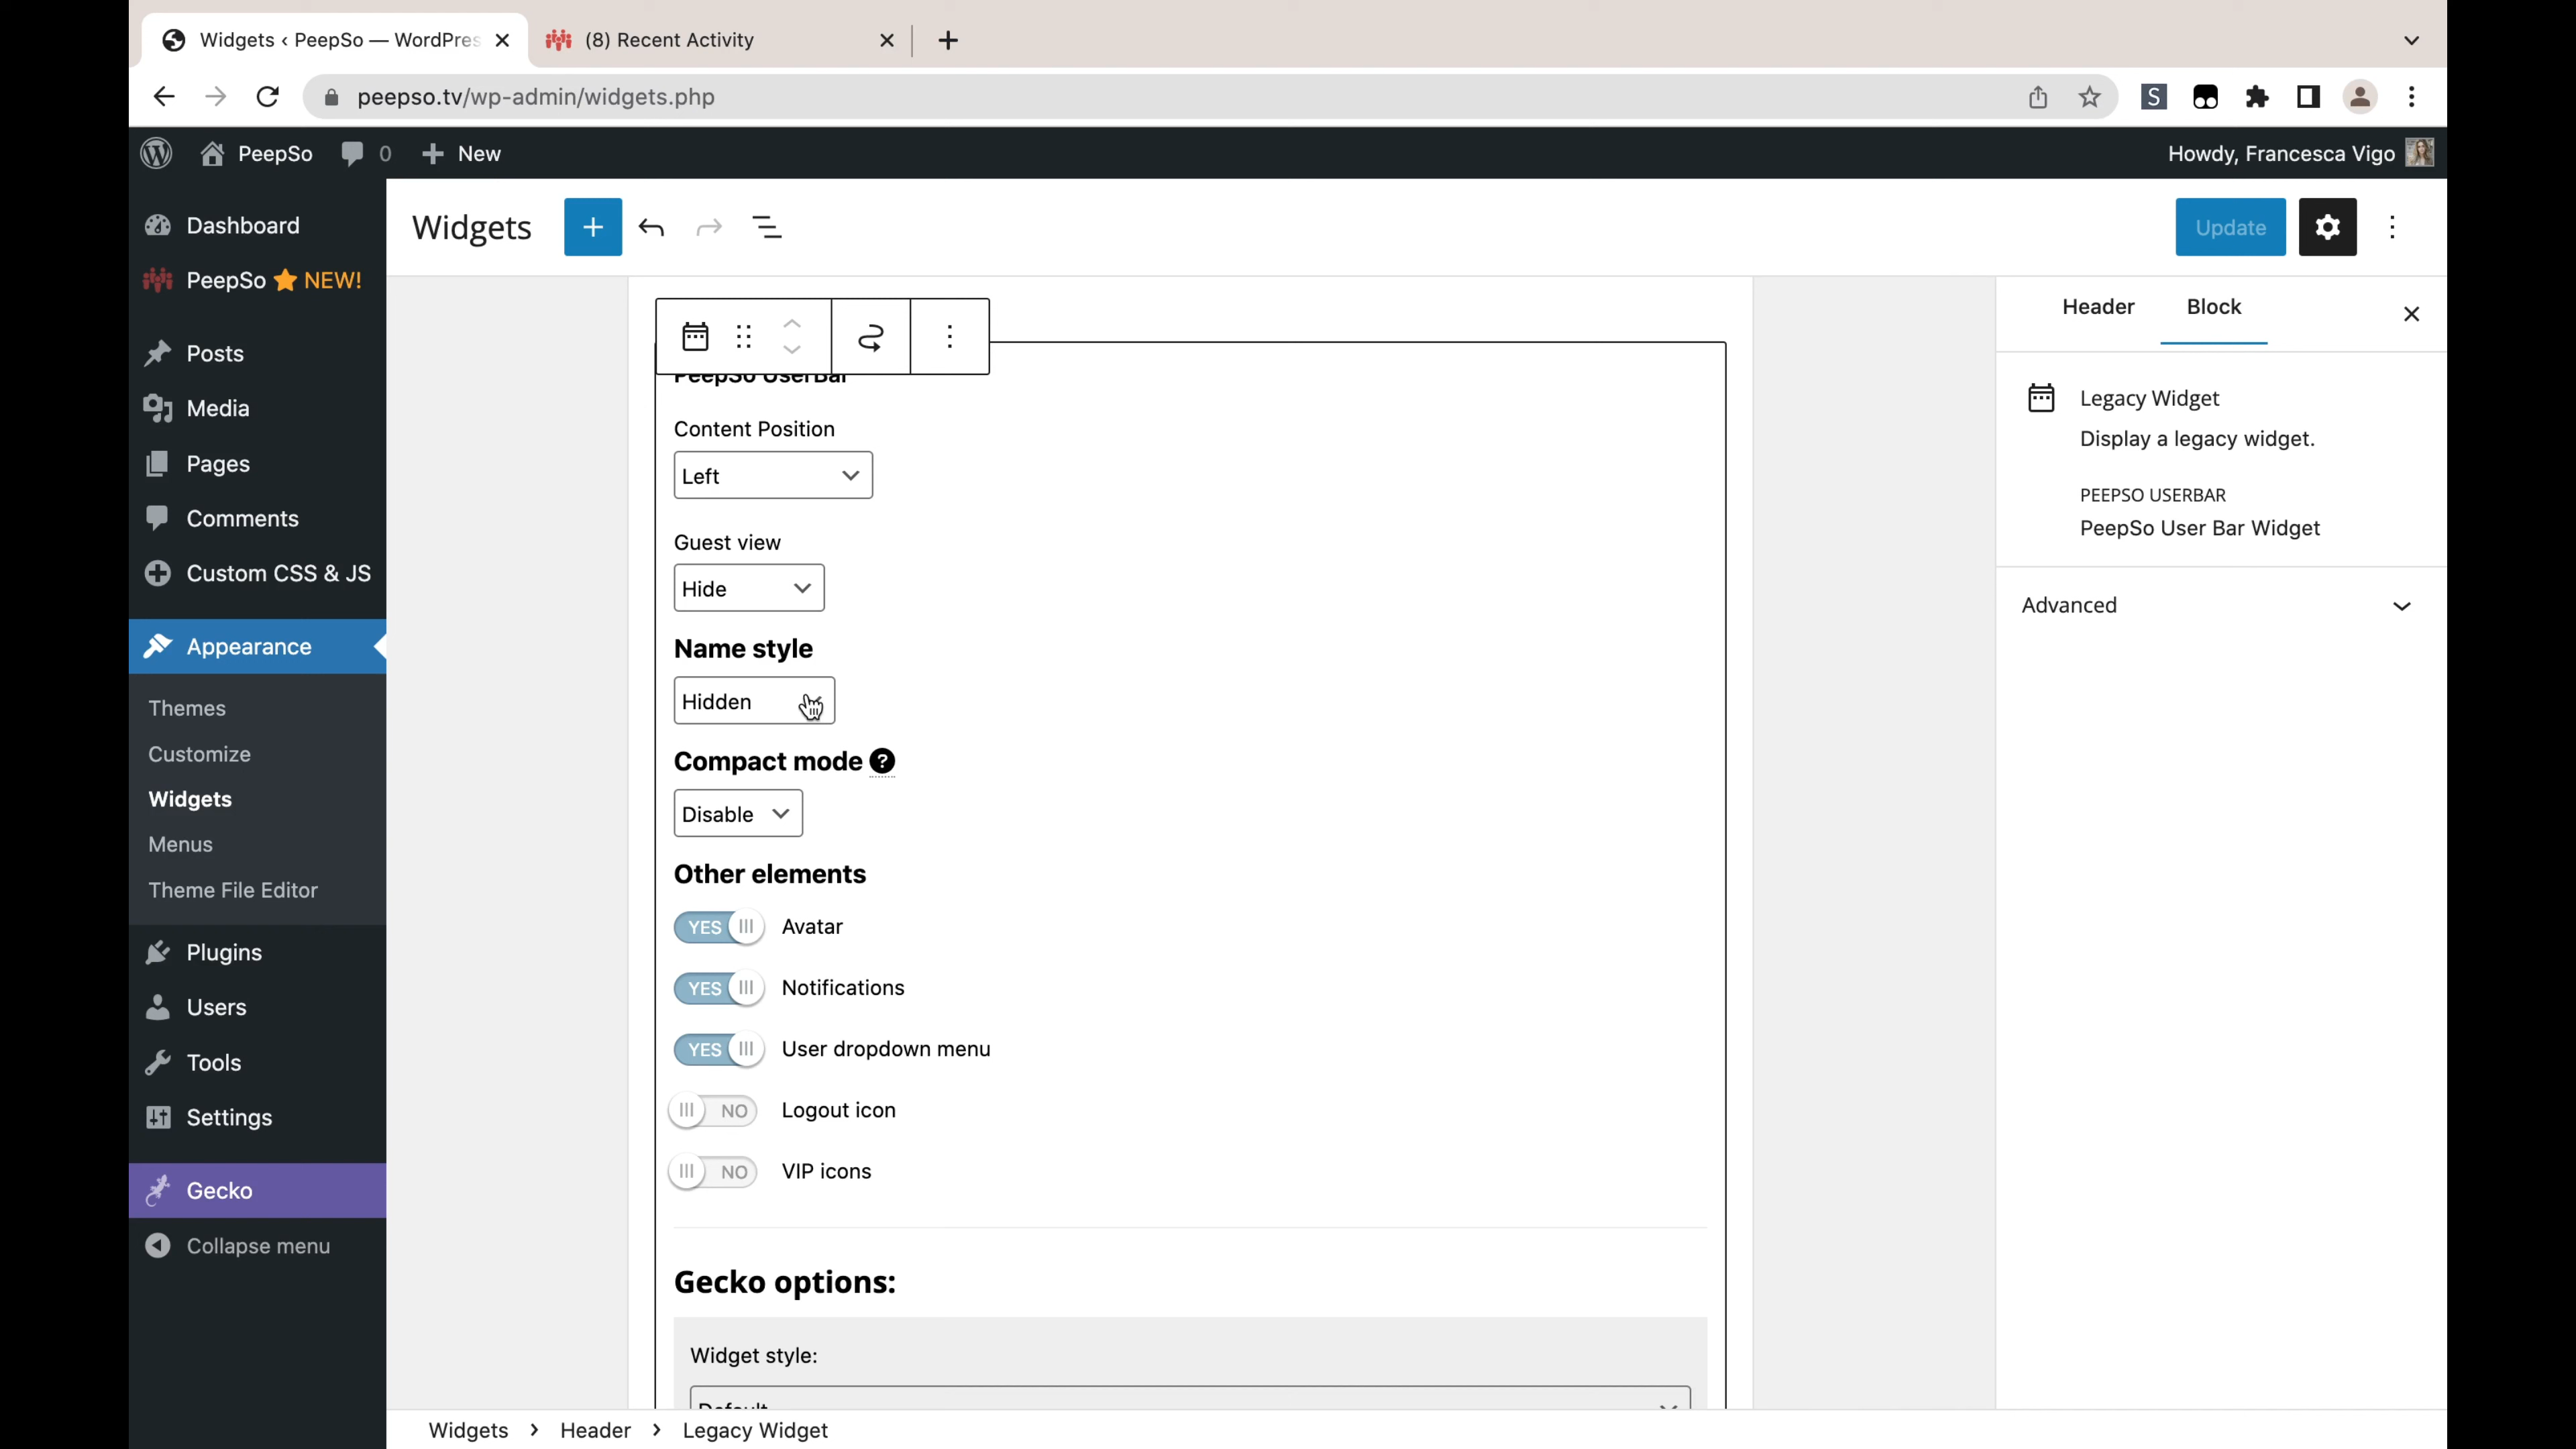 Widgets ‹ PeepSo — WordPres
(8) Recent Activity
peepso.tv/wp-admin/widgets.php
S
PeepSo
0
New
Howdy, Francesca Vigo
Dashboard
PeepSo NEW!
Posts
Media
Pages
Comments
Custom CSS & JS
Appearance
Themes
Customize
Widgets
Menus
Theme File Editor
Plugins
Users
Tools
Settings
Gecko
Collapse menu
Widgets
Update
PeepSo UserBar
Content Position
Left
Guest view
Hide
Name style
Hidden
Compact mode ?
Disable
Other elements
YES Avatar
YES Notifications
YES User dropdown menu
NO Logout icon
NO VIP icons
Gecko options:
Widget style:
Default
Header
Block
Legacy Widget
Display a legacy widget.
PEEPSO USERBAR
PeepSo User Bar Widget
Advanced
Widgets › Header › Legacy Widget